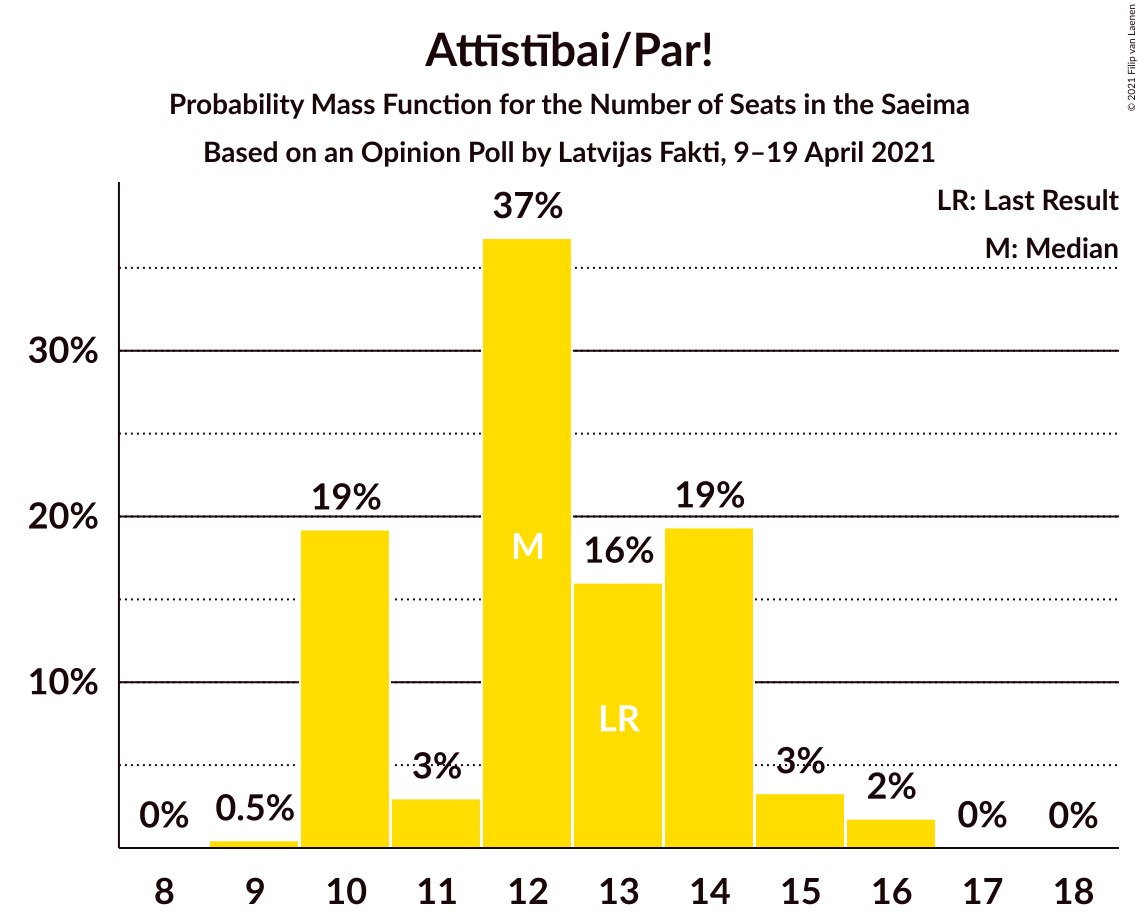 Attīstībai/Par!
Probability Mass Function for the Number of Seats in the Saeima
Based on an Opinion Poll by Latvijas Fakti, 9–19 April 2021
© 2021 Filip van Laenen
LR: Last Result
M: Median
30%
20%
10%
0%
0.5%
19%
3%
37%
16%
19%
3%
2%
0%
0%
M
LR
8 9 10 11 12 13 14 15 16 17 18